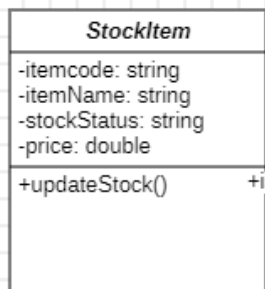 StockItem
-itemcode: string
-itemName: string
-stockStatus: string
-price: double
+updateStock()
+i